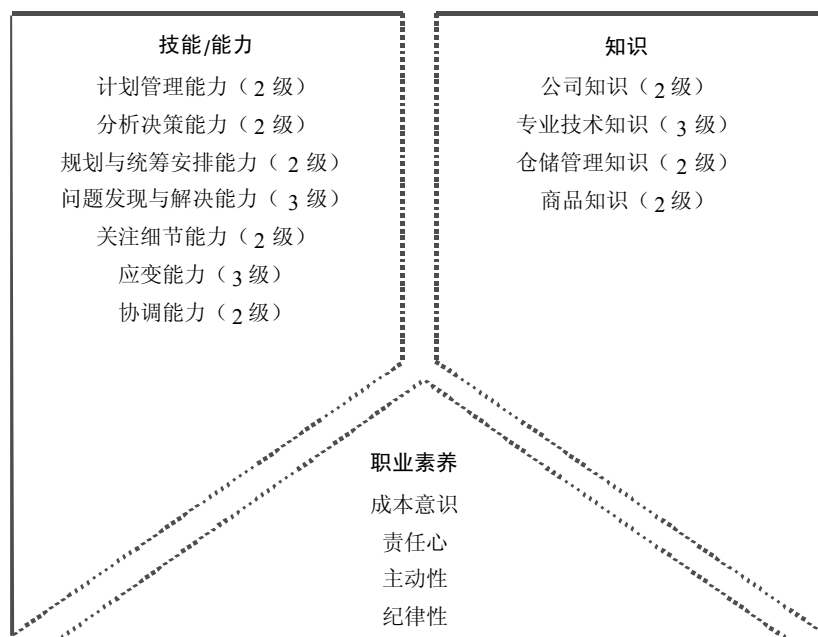 技能/能力
计划管理能力（2 级）
分析决策能力（2 级）
规划与统筹安排能力（2 级）
问题发现与解决能力（3 级）
关注细节能力（2 级）
应变能力（3 级）
协调能力（2 级）
知识
公司知识（2 级）
专业技术知识（3 级）
仓储管理知识（2 级）
商品知识（2 级）
职业素养
成本意识
责任心
主动性
纪律性